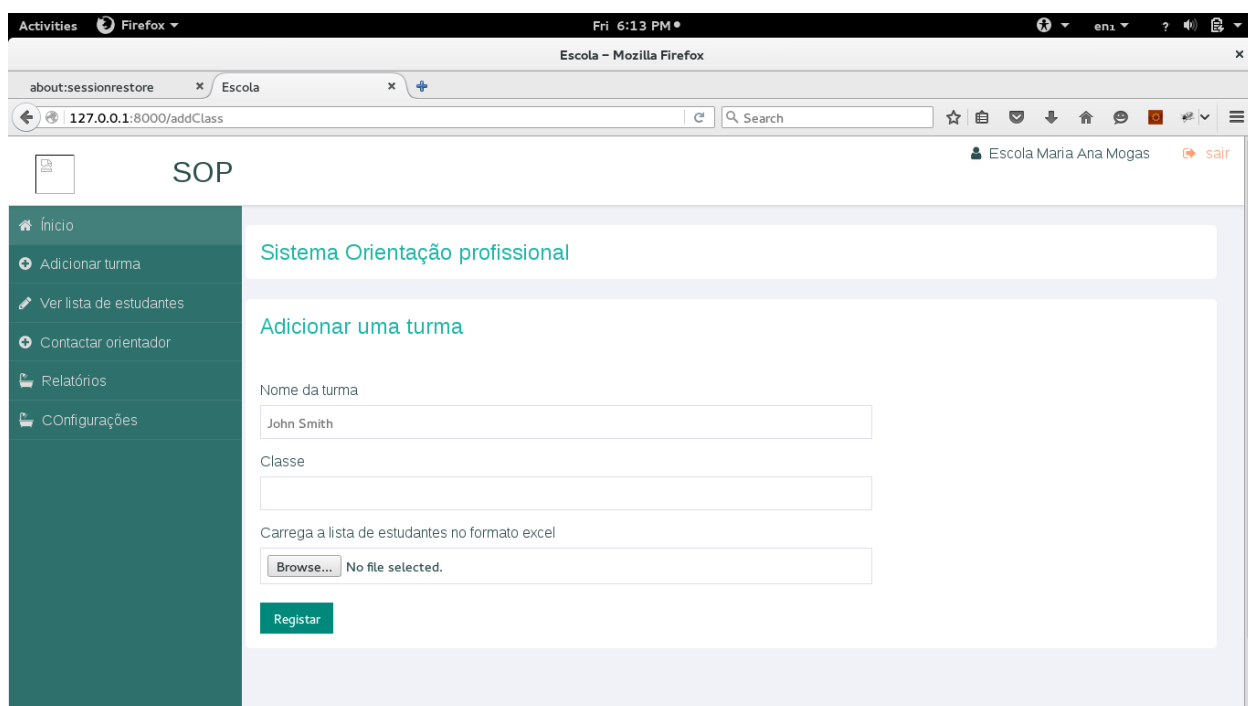 Activities Firefox Fri 6:13 PM en1 ?
Escola – Mozilla Firefox
about:sessionrestore Escola
127.0.0.1:8000/addClass Search
SOP
Escola Maria Ana Mogas sair
Ínicio
Adicionar turma
Ver lista de estudantes
Contactar orientador
Relatórios
COnfigurações
Sistema Orientação profissional
Adicionar uma turma
Nome da turma
John Smith
Classe
Carrega a lista de estudantes no formato excel
Browse... No file selected.
Registar